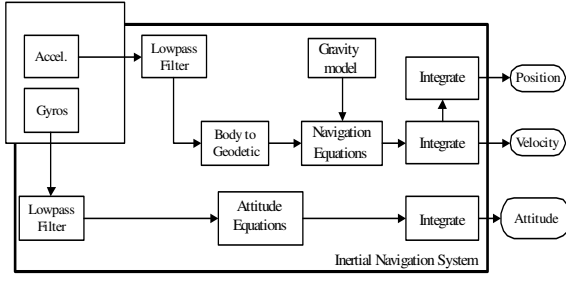 Accel.
Lowpass
Filter
Gravity
model
Integrate
Position
Gyros
Body to
Geodetic
Navigation
Equations
Integrate
Velocity
Lowpass
Filter
Attitude
Equations
Integrate
Attitude
Inertial Navigation System